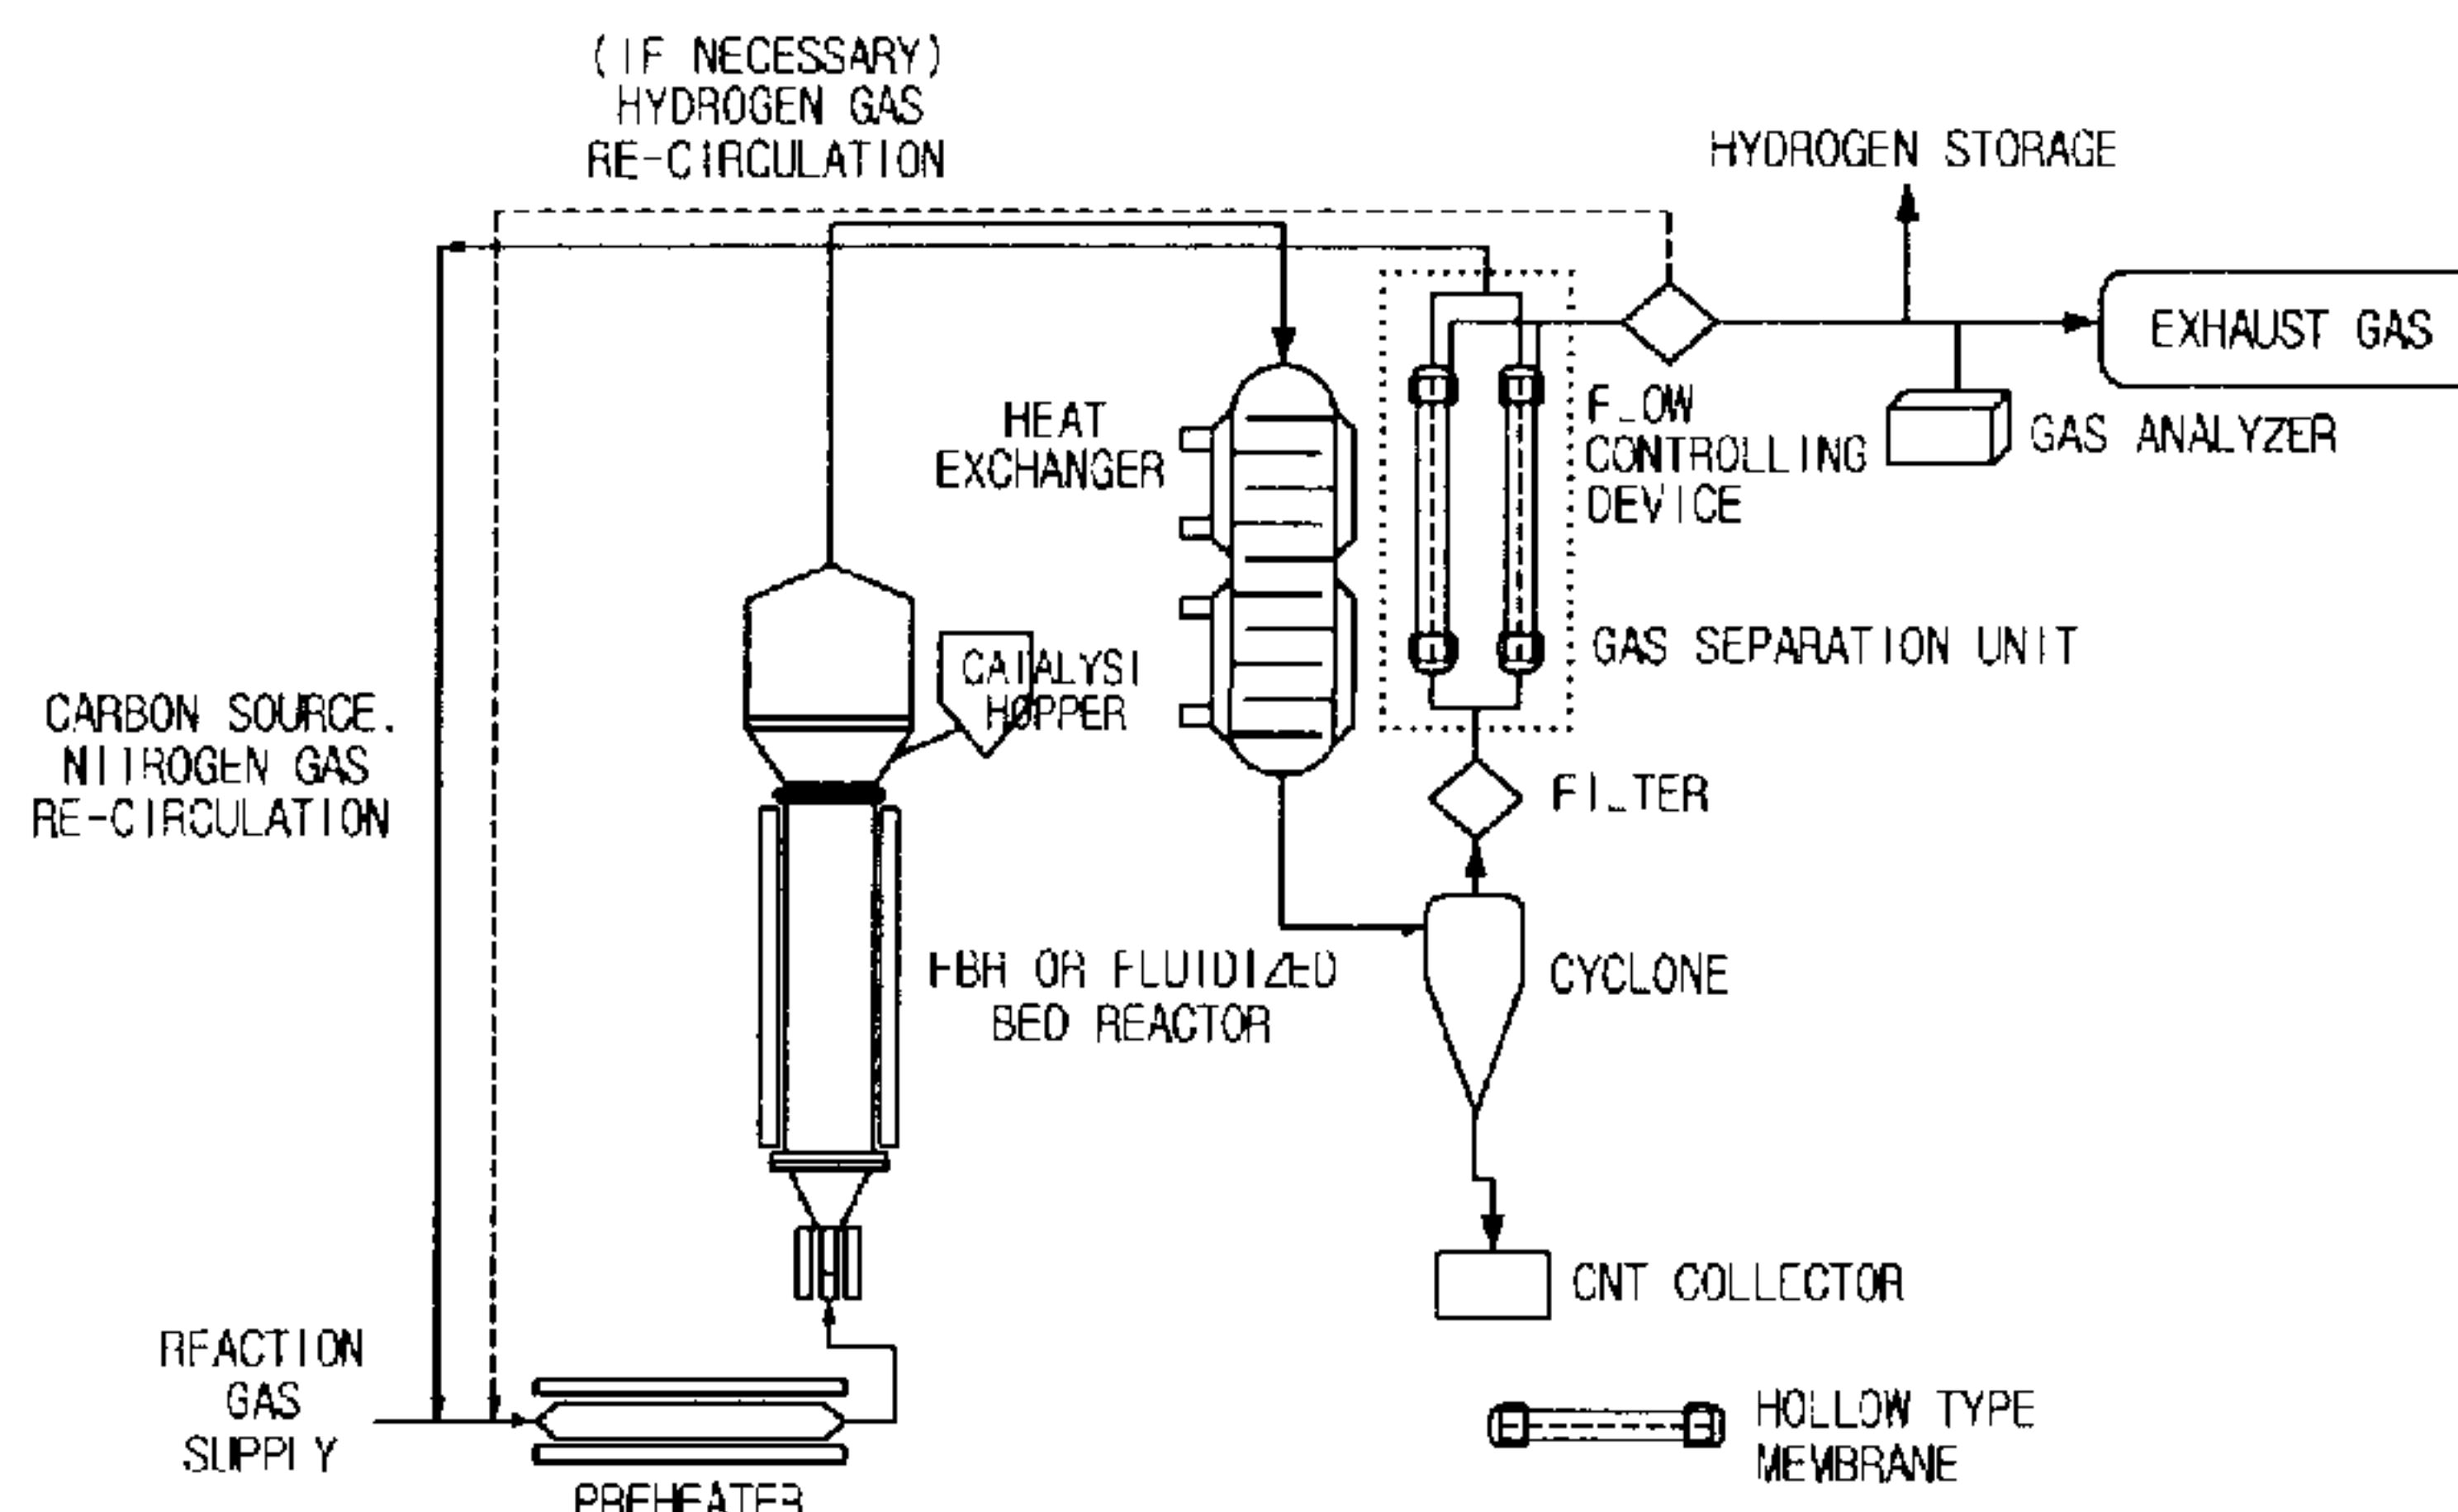 (IF NECESSARY)
HYDROGEN GAS
RE-CIRCULATION
HYDROGEN STORAGE
EXHAUST GAS
GAS ANALYZER
FLOW
CONTROLLING
DEVICE
HEAT
EXCHANGER
GAS SEPARATION UNIT
CATALYST
HOPPER
CARBON SOURCE.
NITROGEN GAS
RE-CIRCULATION
FILTER
FBR OR FLUIDIZED
BED REACTOR
CYCLONE
CNT COLLECTOR
REACTION
GAS
SUPPLY
PREHEATER
HOLLOW TYPE
MEMBRANE